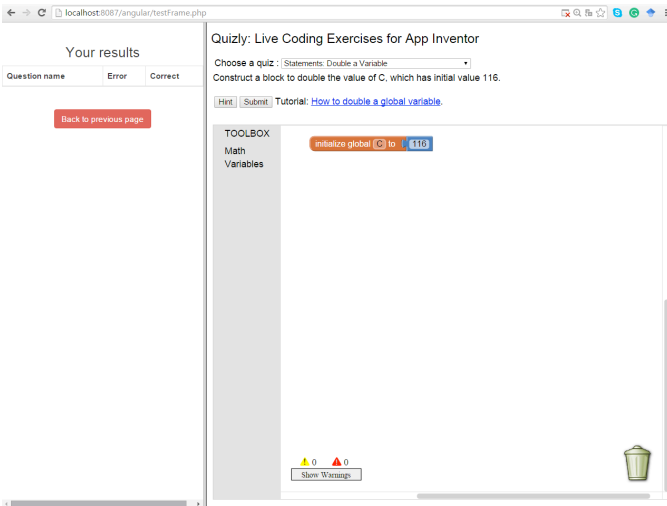 localhost:8087/angular/testFrame.php
Your results
Question name Error Correct
Back to previous page
Quizly: Live Coding Exercises for App Inventor
Choose a quiz : Statements: Double a Variable
Construct a block to double the value of C, which has initial value 116.
Hint Submit Tutorial: How to double a global variable.
TOOLBOX
Math
Variables
initialize global C to 116
0 0
Show Warnings